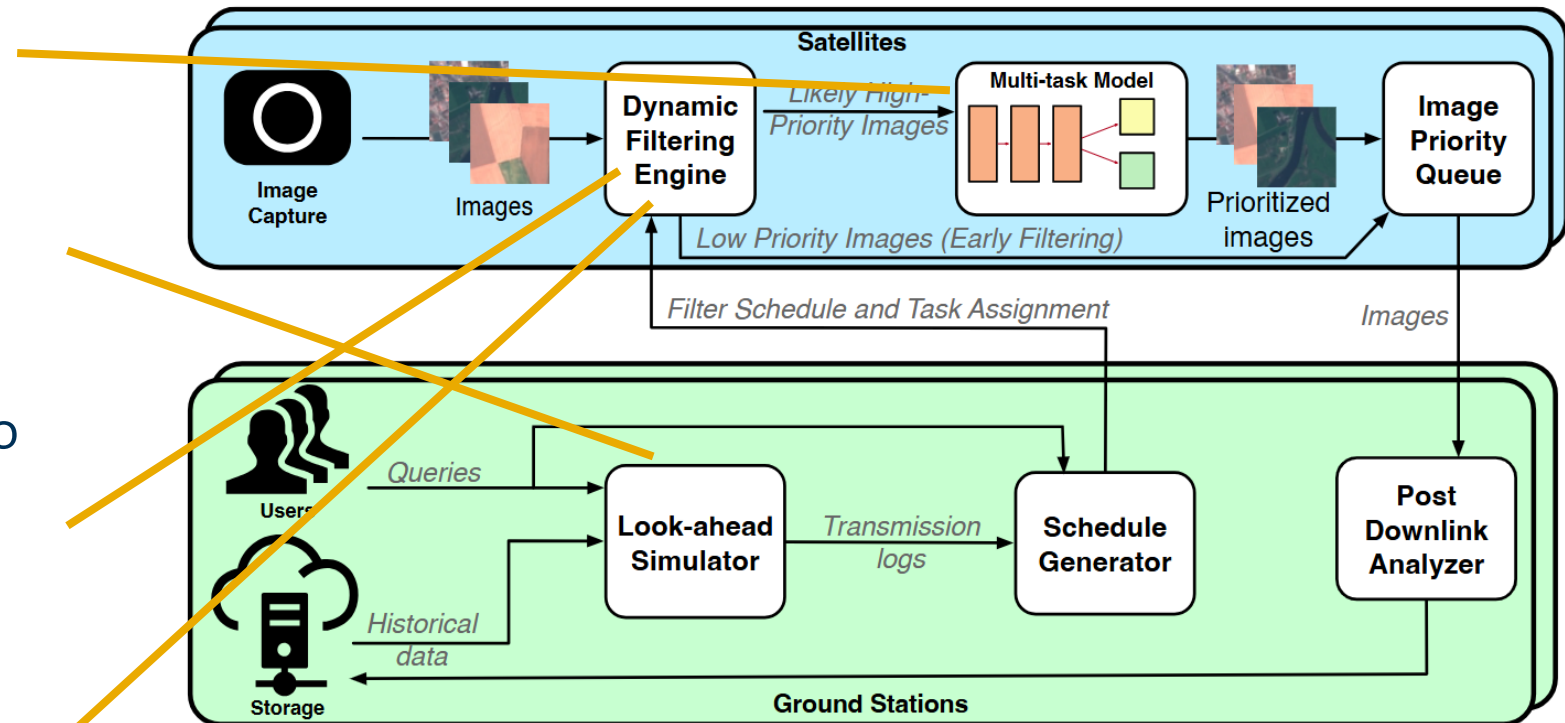 Satellites
Image
Capture
Images
Dynamic
Filtering
Engine
Likely High-
Priority Images
Multi-task Model
Prioritized
images
Image
Priority
Queue
Low Priority Images (Early Filtering)
Filter Schedule and Task Assignment
Images
Users
Queries
Storage
Historical
data
Look-ahead
Simulator
Transmission
logs
Schedule
Generator
Post
Downlink
Analyzer
Ground Stations